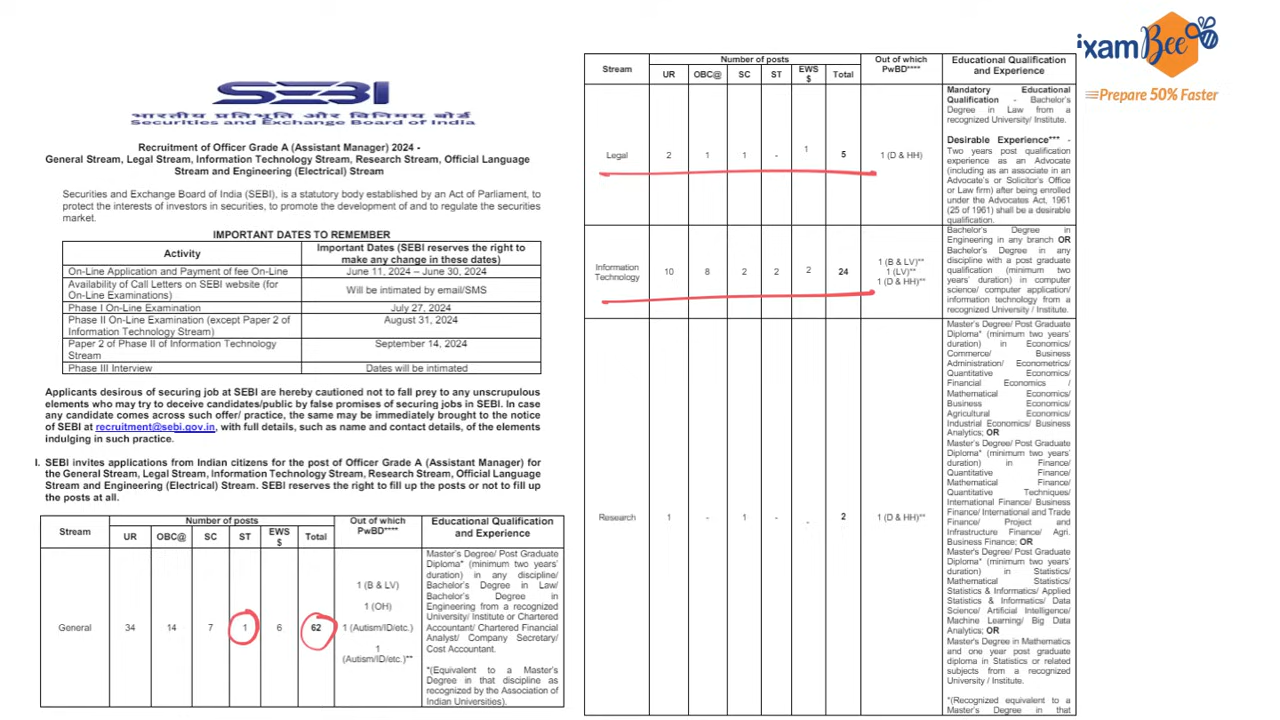 SEBI
भारतीय प्रतिभूति और विनिमय बोर्ड
Securities and Exchange Board of India
Recruitment of Officer Grade A (Assistant Manager) 2024 -
General Stream, Legal Stream, Information Technology Stream, Research Stream, Official Language
Stream and Engineering (Electrical) Stream
Securities and Exchange Board of India (SEBI), is a statutory body established by an Act of Parliament, to
protect the interests of investors in securities, to promote the development of and to regulate the securities
market.
IMPORTANT DATES TO REMEMBER
Activity
Important Dates (SEBI reserves the right to
make any change in these dates)
On-Line Application and Payment of fee On-Line
June 11, 2024 – June 30, 2024
Availability of Call Letters on SEBI website (for
On-Line Examinations)
Will be intimated by email/SMS
Phase I On-Line Examination
July 27, 2024
Phase II On-Line Examination (except Paper 2 of
Information Technology Stream)
August 31, 2024
Paper 2 of Phase II of Information Technology
Stream
September 14, 2024
Phase III Interview
Dates will be intimated
Applicants desirous of securing job at SEBI are hereby cautioned not to fall prey to any unscrupulous
elements who may try to deceive candidates/public by false promises of securing jobs in SEBI. In case
any candidate comes across such offer/ practice, the same may be immediately brought to the notice
of SEBI at recruitment@sebi.gov.in, with full details, such as name and contact details, of the elements
indulging in such practice.
I. SEBI invites applications from Indian citizens for the post of Officer Grade A (Assistant Manager) for
the General Stream, Legal Stream, Information Technology Stream, Research Stream, Official Language
Stream and Engineering (Electrical) Stream. SEBI reserves the right to fill up the posts or not to fill up
the posts at all.
Stream
Number of posts
UR OBC@ SC ST EWS $ Total
Out of which
PwBD****
Educational Qualification
and Experience
General
34 14 7 1 6 62
1 (B & LV)
1 (OH)
1 (Autism/ID/etc.)
1
(Autism/ID/etc.)**
Master's Degree/ Post Graduate
Diploma* (minimum two years'
duration) in any discipline/
Bachelor's Degree in Law/
Bachelor's Degree in
Engineering from a recognized
University/ Institute or Chartered
Accountant/ Chartered Financial
Analyst/ Company Secretary/
Cost Accountant.
*(Equivalent to a Master's
Degree in that discipline as
recognized by the Association of
Indian Universities).
Stream
Number of posts
UR OBC@ SC ST EWS $ Total
Out of which
PwBD****
Educational Qualification
and Experience
Legal
2 1 1 - 1 5
1 (D & HH)
Mandatory Educational
Qualification - Bachelor's
Degree in Law from a
recognized University/ Institute.
Desirable Experience*** -
Two years post qualification
experience as an Advocate
(including as an associate in an
Advocate's or Solicitor's Office
or Law firm) after being enrolled
under the Advocates Act, 1961
(25 of 1961) shall be a desirable
qualification.
Information
Technology
10 8 2 2 2 24
1 (B & LV)**
1 (LV)**
1 (D & HH)**
Bachelor's Degree in
Engineering in any branch OR
Bachelor's Degree in any
discipline with a post graduate
qualification (minimum two
years' duration) in computer
science/ computer application/
information technology from a
recognized University / Institute.
Research
1 - 1 - - 2
1 (D & HH)**
Master's Degree/ Post Graduate
Diploma* (minimum two years'
duration) in Economics/
Commerce/ Business
Administration/ Econometrics/
Quantitative Economics/
Financial Economics /
Mathematical Economics/
Business Economics/
Agricultural Economics/
Industrial Economics/ Business
Analytics; OR
Master's Degree/ Post Graduate
Diploma* (minimum two years'
duration) in Finance/
Quantitative Finance/
Mathematical Finance/
Quantitative Techniques/
International Finance/ Business
Finance/ International and Trade
Finance/ Project and
Infrastructure Finance/ Agri.
Business Finance; OR
Master's Degree/ Post Graduate
Diploma* (minimum two years'
duration) in Statistics/
Mathematical Statistics/
Statistics & Informatics/ Applied
Statistics & Informatics/ Data
Science/ Artificial Intelligence/
Machine Learning/ Big Data
Analytics; OR
Master's Degree in Mathematics
and one year post graduate
diploma in Statistics or related
subjects from a recognized
University / Institute.
*(Recognized equivalent to a
Master's Degree in that
ixamBee
Prepare 50% Faster